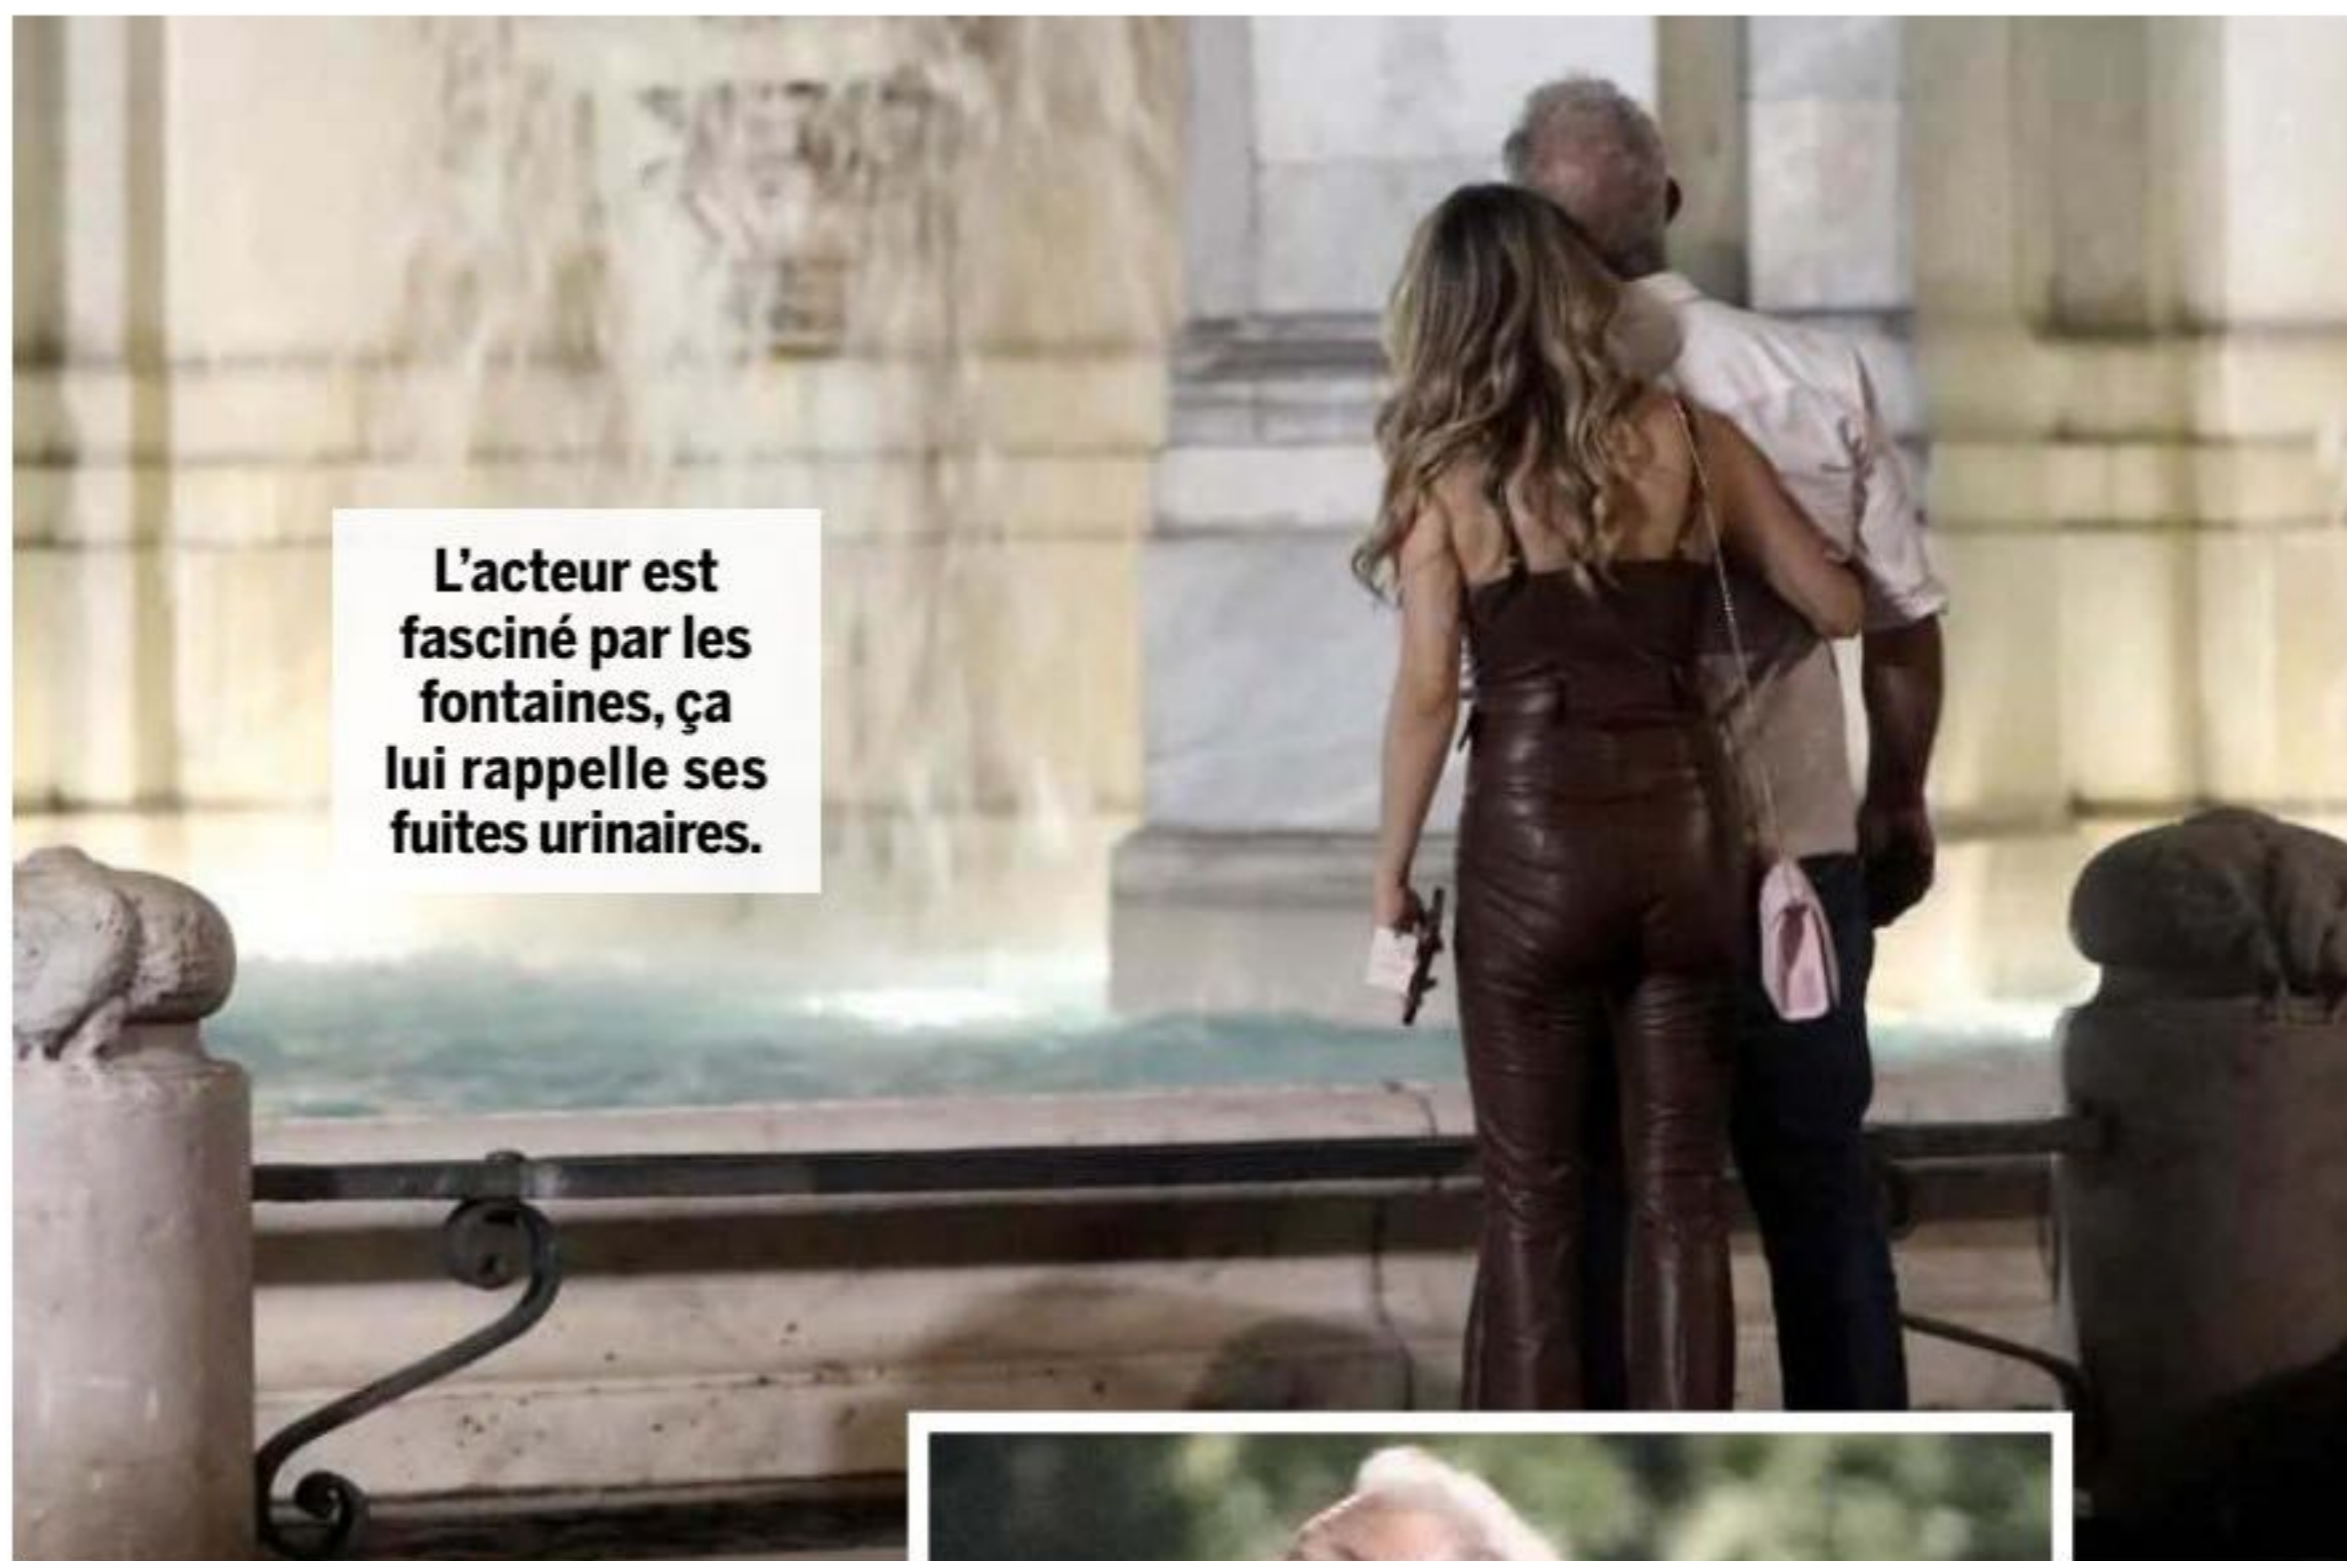 L’acteur est
fasciné par les
fontaines, ça
lui rappelle ses
fuites urinaires.